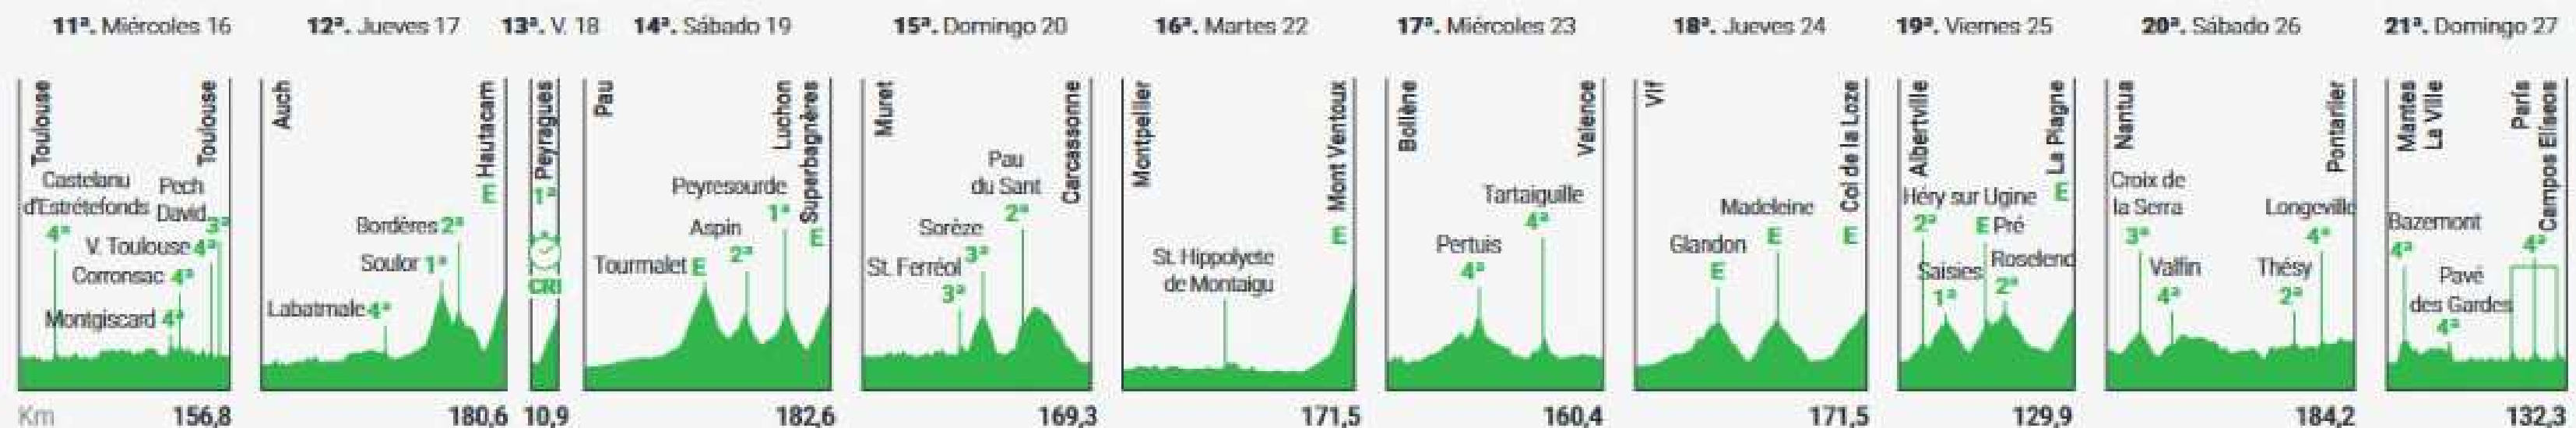 11ª. Miércoles 16
Toulouse
Toulouse
Castelanu
d'Estrétefonds
4ª
Pech
David
3ª
V. Toulouse 4ª
Corronsac 4ª
Montgiscard 4ª
Km 156,8
12ª. Jueves 17
Auch
Hautacam
E
Bordères 2ª
Soulor 1ª
Labatmale 4ª
180,6
13ª. V. 18
Peyragues
1ª
CRI
10,9
14ª. Sábado 19
Pau
Luchon
Superbagnères
E
Peyresourde
1ª
Aspin
2ª
Tourmalet E
182,6
15ª. Domingo 20
Muret
Carcassonne
Pau
du Sant
2ª
Sorèze
3ª
St. Ferréol
3ª
169,3
16ª. Martes 22
Montpellier
Mont Ventoux
E
St. Hippolyete
de Montaigu
171,5
17ª. Miércoles 23
Bollène
Valence
Tartaiguille
4ª
Pertuis
4ª
160,4
18ª. Jueves 24
Vif
Col de la Loze
E
Madeleine
E
Glandon
E
171,5
19ª. Viernes 25
Albertville
La Plagne
E
Héry sur Ugine
2ª
E Pré
Saisies
1ª
Roselend
2ª
129,9
20ª. Sábado 26
Nantua
Pontarlier
Croix de
la Serra
3ª
Longeville
4ª
Valfin
4ª
Thésy
2ª
184,2
21ª. Domingo 27
Mantes
La Ville
París
Campos Elíseos
Bazemont
4ª
4ª
Pavé
des Gardes
4ª
132,3